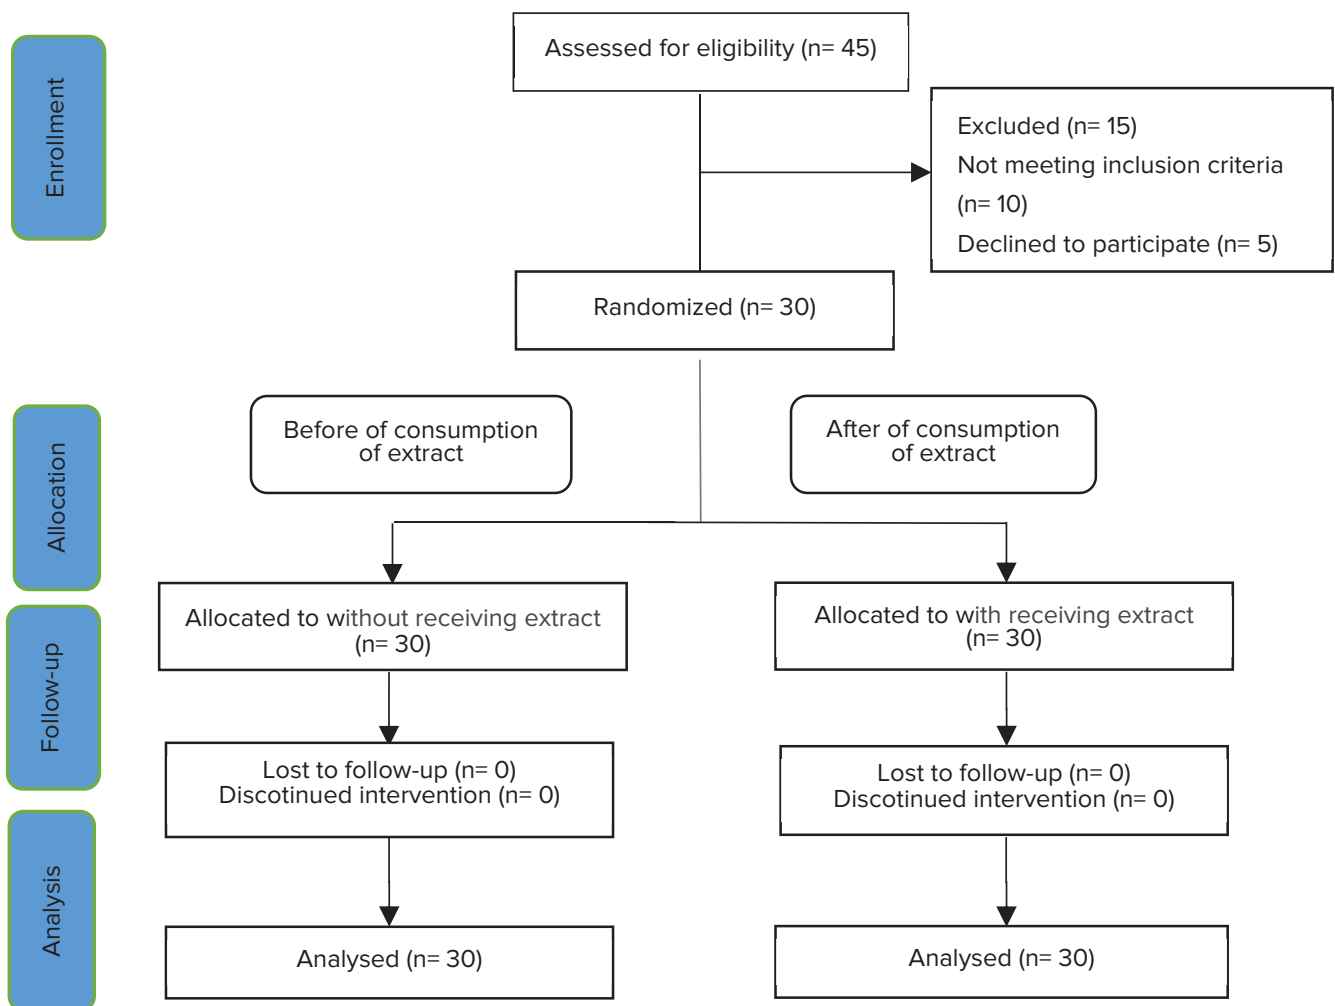 Enrollment
Assessed for eligibility (n= 45)
Excluded (n= 15)
Not meeting inclusion criteria
(n= 10)
Declined to participate (n= 5)
Randomized (n= 30)
Allocation
Before of consumption
of extract
After of consumption
of extract
Allocated to without receiving extract
(n= 30)
Allocated to with receiving extract
(n= 30)
Follow-up
Lost to follow-up (n= 0)
Discotinued intervention (n= 0)
Lost to follow-up (n= 0)
Discotinued intervention (n= 0)
Analysis
Analysed (n= 30)
Analysed (n= 30)